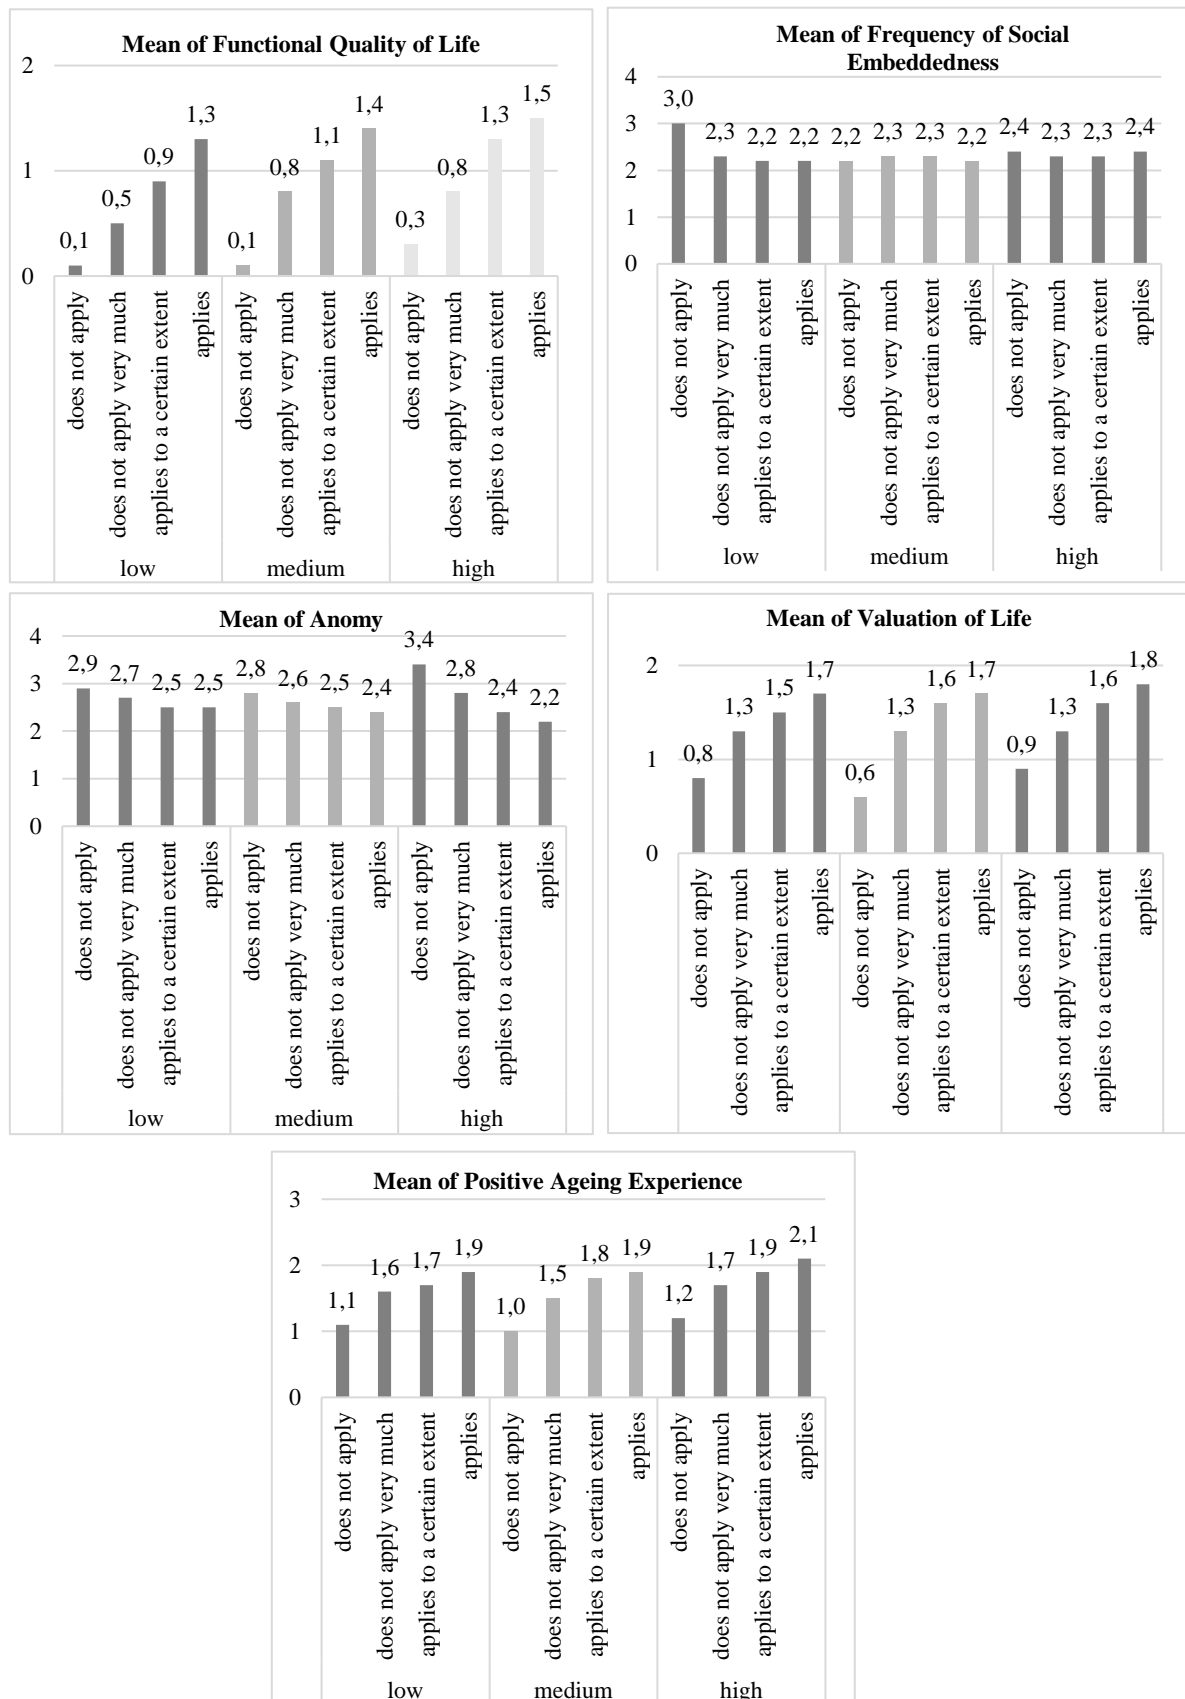 Mean of Functional Quality of Life
2
1
0
0,1
0,5
0,9
1,3
0,1
0,8
1,1
1,4
0,3
0,8
1,3
1,5
does not apply
does not apply very much
applies to a certain extent
applies
does not apply
does not apply very much
applies to a certain extent
applies
does not apply
does not apply very much
applies to a certain extent
applies
low
medium
high
Mean of Frequency of Social
Embeddedness
4
3
2
1
0
3,0
2,3
2,2
2,2
2,2
2,3
2,3
2,2
2,4
2,3
2,3
2,4
does not apply
does not apply very much
applies to a certain extent
applies
does not apply
does not apply very much
applies to a certain extent
applies
does not apply
does not apply very much
applies to a certain extent
applies
low
medium
high
Mean of Anomy
4
3
2
1
0
2,9
2,7
2,5
2,5
2,8
2,6
2,5
2,4
3,4
2,8
2,4
2,2
does not apply
does not apply very much
applies to a certain extent
applies
does not apply
does not apply very much
applies to a certain extent
applies
does not apply
does not apply very much
applies to a certain extent
applies
low
medium
high
Mean of Valuation of Life
2
1
0
0,8
1,3
1,5
1,7
0,6
1,3
1,6
1,7
0,9
1,3
1,6
1,8
does not apply
does not apply very much
applies to a certain extent
applies
does not apply
does not apply very much
applies to a certain extent
applies
does not apply
does not apply very much
applies to a certain extent
applies
low
medium
high
Mean of Positive Ageing Experience
3
2
1
0
1,1
1,6
1,7
1,9
1,0
1,5
1,8
1,9
1,2
1,7
1,9
2,1
does not apply
does not apply very much
applies to a certain extent
applies
does not apply
does not apply very much
applies to a certain extent
applies
does not apply
does not apply very much
applies to a certain extent
applies
low
medium
high